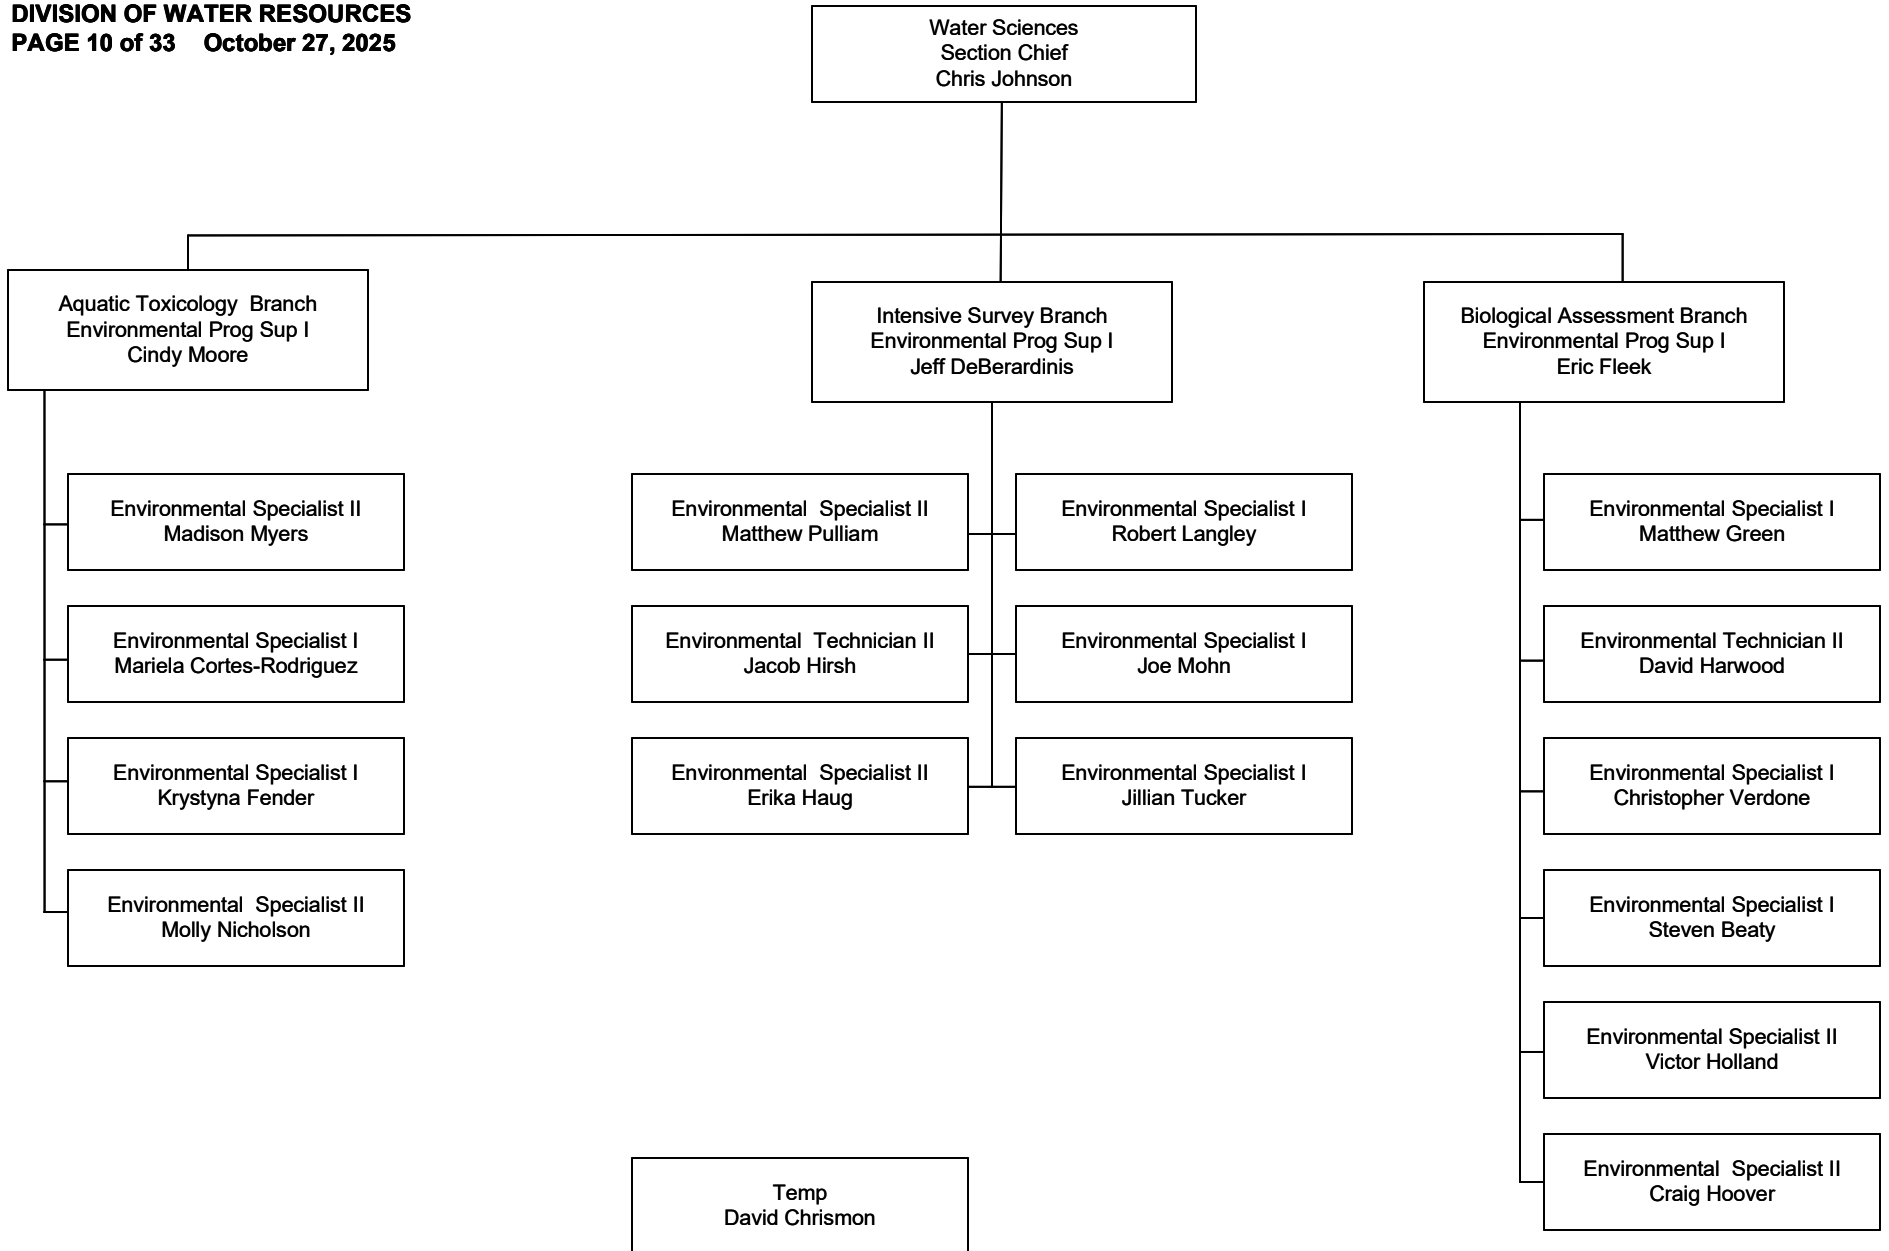 DIVISION OF WATER RESOURCES
PAGE 10 of 33    October 27, 2025
Water Sciences
Section Chief
Chris Johnson
Aquatic Toxicology  Branch
Environmental Prog Sup I
Cindy Moore
Environmental Specialist II
Madison Myers
Environmental Specialist I
Mariela Cortes-Rodriguez
Environmental Specialist I
Krystyna Fender
Environmental  Specialist II
Molly Nicholson
Intensive Survey Branch
Environmental Prog Sup I
Jeff DeBerardinis
Environmental  Specialist II
Matthew Pulliam
Environmental Specialist I
Robert Langley
Environmental  Technician II
Jacob Hirsh
Environmental Specialist I
Joe Mohn
Environmental  Specialist II
Erika Haug
Environmental Specialist I
Jillian Tucker
Temp
David Chrismon
Biological Assessment Branch
Environmental Prog Sup I
Eric Fleek
Environmental Specialist I
Matthew Green
Environmental Technician II
David Harwood
Environmental Specialist I
Christopher Verdone
Environmental Specialist I
Steven Beaty
Environmental Specialist II
Victor Holland
Environmental  Specialist II
Craig Hoover